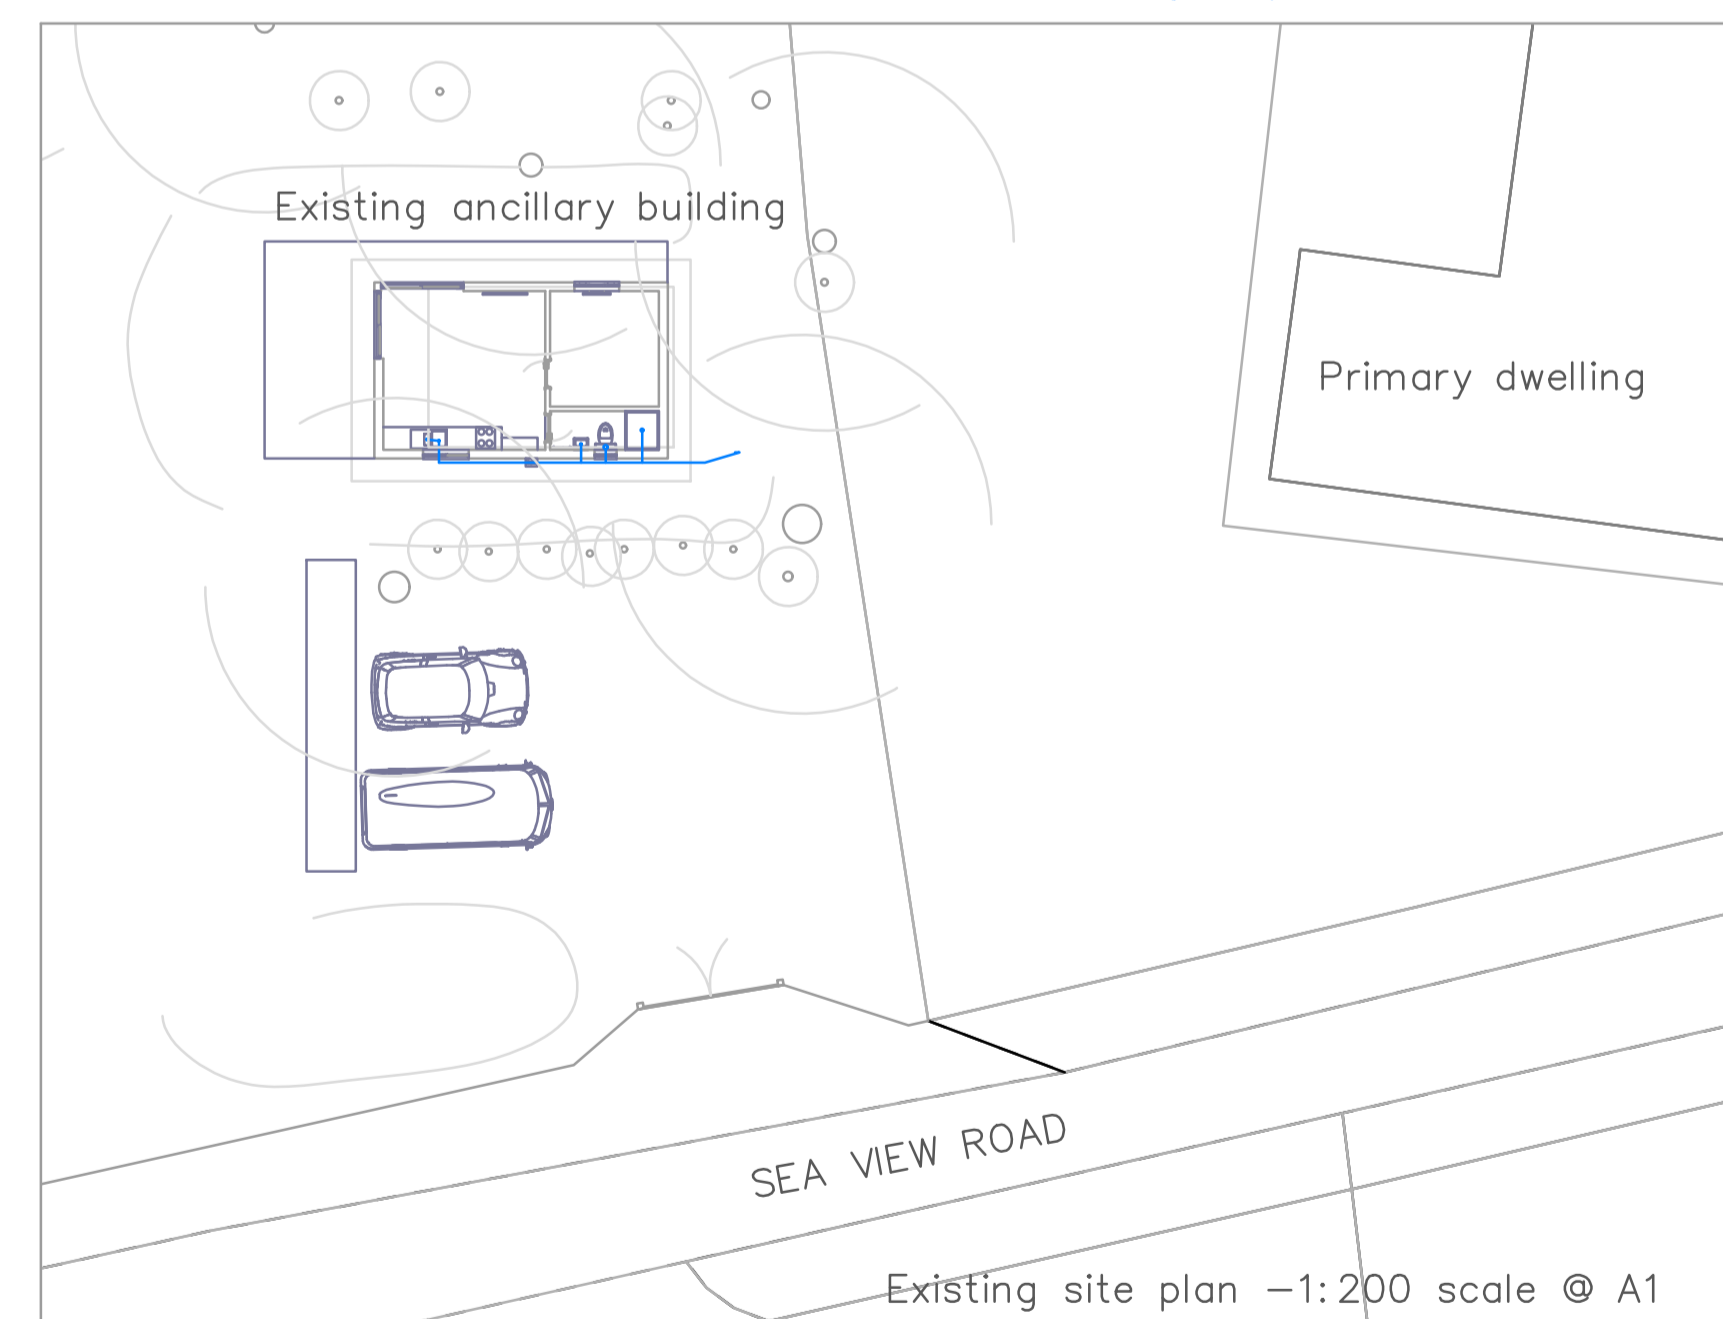 Existing ancillary building
Primary dwelling
SEA VIEW ROAD
Existing site plan –1:200 scale @ A1